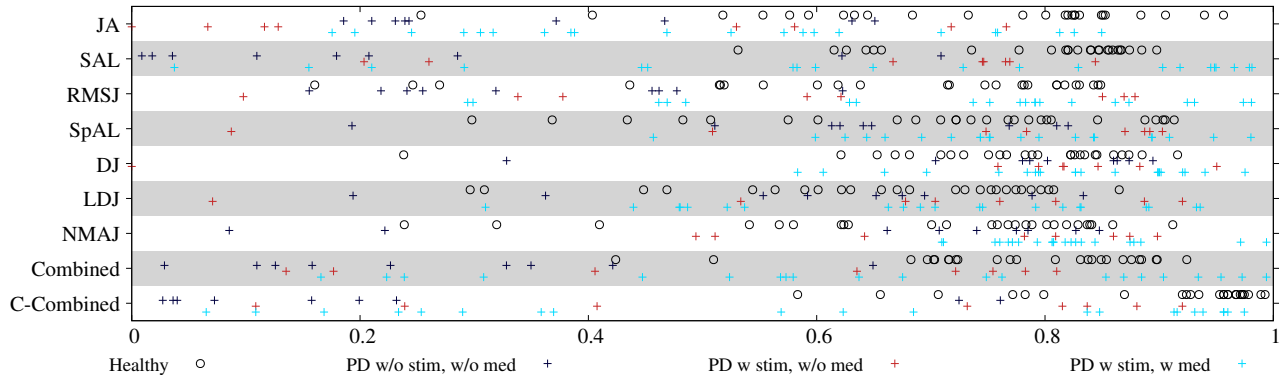 JA
SAL
RMSJ
SpAL
DJ
LDJ
NMAJ
Combined
C-Combined
0 0.2 0.4 0.6 0.8 1
Healthy PD w/o stim, w/o med PD w stim, w/o med PD w stim, w med